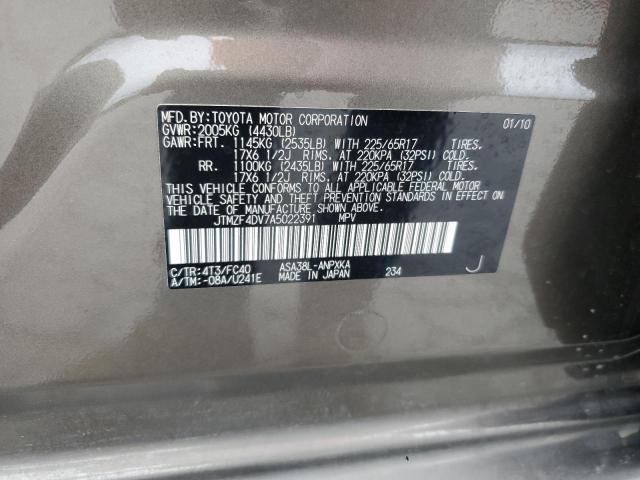 MFD. BY: TOYOTA MOTOR CORPORATION 01/10
GVWR: 2005KG (4430LB)
GAWR: FRT. 1145KG (2535LB) WITH 225/65R17 TIRES.
17X6 1/2J RIMS. AT 220KPA (32PSI) COLD.
RR. 1100KG (2435LB) WITH 225/65R17 TIRES.
17X6 1/2J RIMS. AT 220KPA (32PSI) COLD.
THIS VEHICLE CONFORMS TO ALL APPLICABLE FEDERAL MOTOR
VEHICLE SAFETY AND THEFT PREVENTION STANDARDS IN EFFECT ON
THE DATE OF MANUFACTURE SHOWN ABOVE.
JTMZF4DV7A5022391 MPV
C/TR: 4T3/FC40 ASA38L-ANPXKA
A/TM: -08A/U241E MADE IN JAPAN 234 J